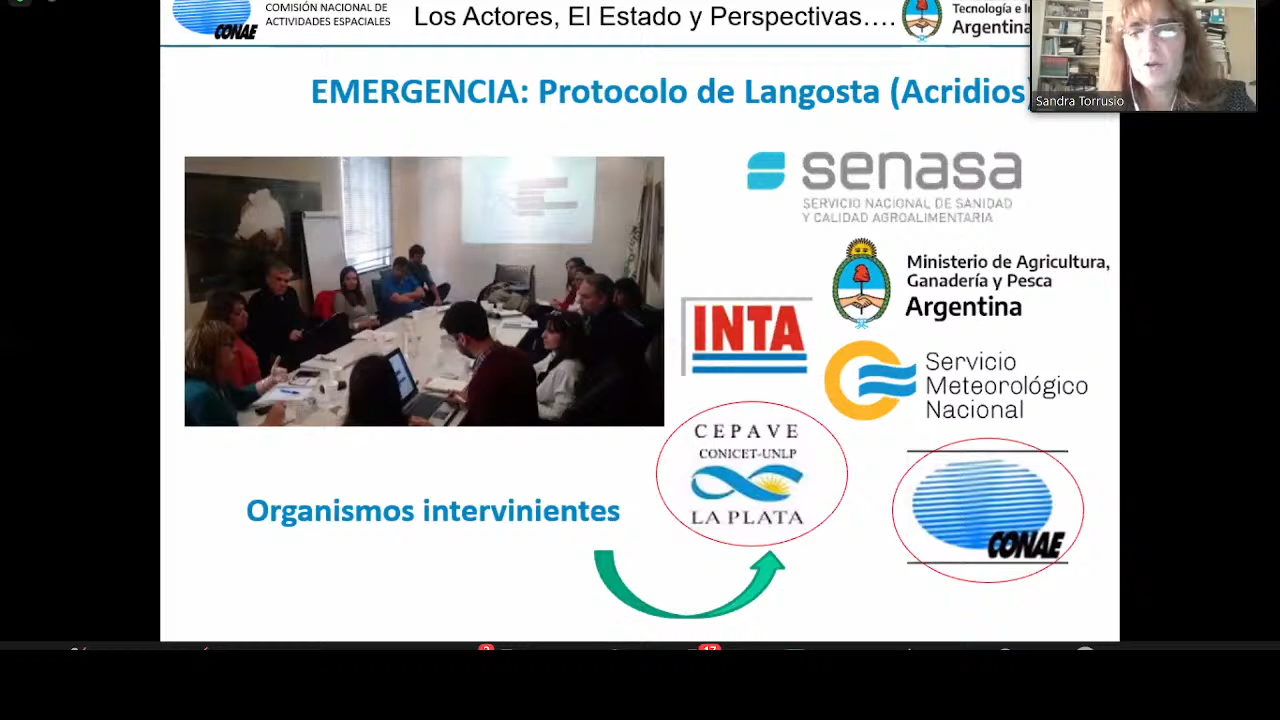 COMISIÓN NACIONAL DE
ACTIVIDADES ESPACIALES
CONAE
Los Actores, El Estado y Perspectivas….
Tecnología e
Argentina
Sandra Torrusio
EMERGENCIA: Protocolo de Langosta (Acridios)
senasa
SERVICIO NACIONAL DE SANIDAD
Y CALIDAD AGROALIMENTARIA
Ministerio de Agricultura,
Ganadería y Pesca
Argentina
INTA
Servicio
Meteorológico
Nacional
CEPAVE
CONICET-UNLP
LA PLATA
CONAE
Organismos intervinientes